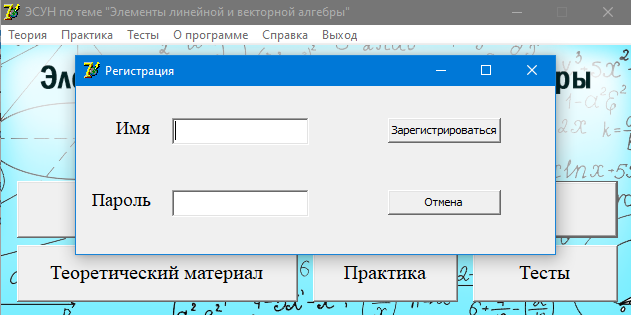 ЭСУН по теме "Элементы линейной и векторной алгебры"
Теория Практика Тесты О программе Справка Выход
Регистрация
Имя
Зарегистрироваться
Пароль
Отмена
Теоретический материал
Практика
Тесты